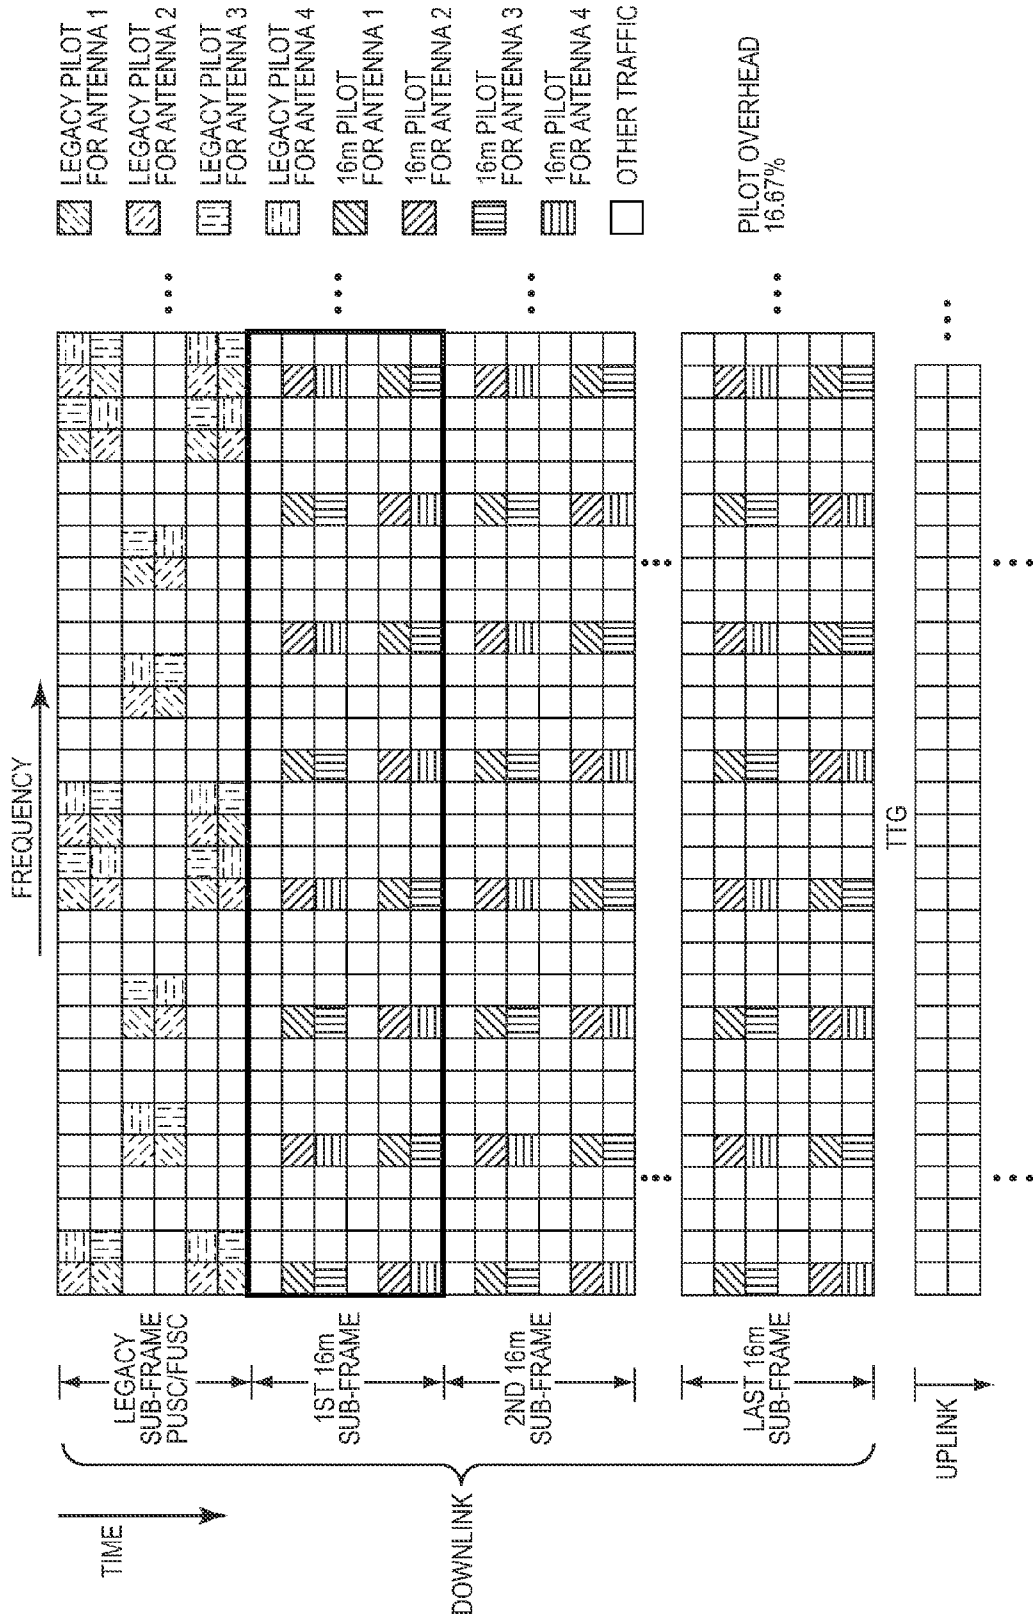 FREQUENCY
TIME
DOWNLINK
LEGACY
SUB-FRAME
PUSC/FUSC
1ST 16m
SUB-FRAME
2ND 16m
SUB-FRAME
LAST 16m
SUB-FRAME
UPLINK
TTG
LEGACY PILOT
FOR ANTENNA 1
LEGACY PILOT
FOR ANTENNA 2
LEGACY PILOT
FOR ANTENNA 3
LEGACY PILOT
FOR ANTENNA 4
16m PILOT
FOR ANTENNA 1
16m PILOT
FOR ANTENNA 2
16m PILOT
FOR ANTENNA 3
16m PILOT
FOR ANTENNA 4
OTHER TRAFFIC
PILOT OVERHEAD
16.67%